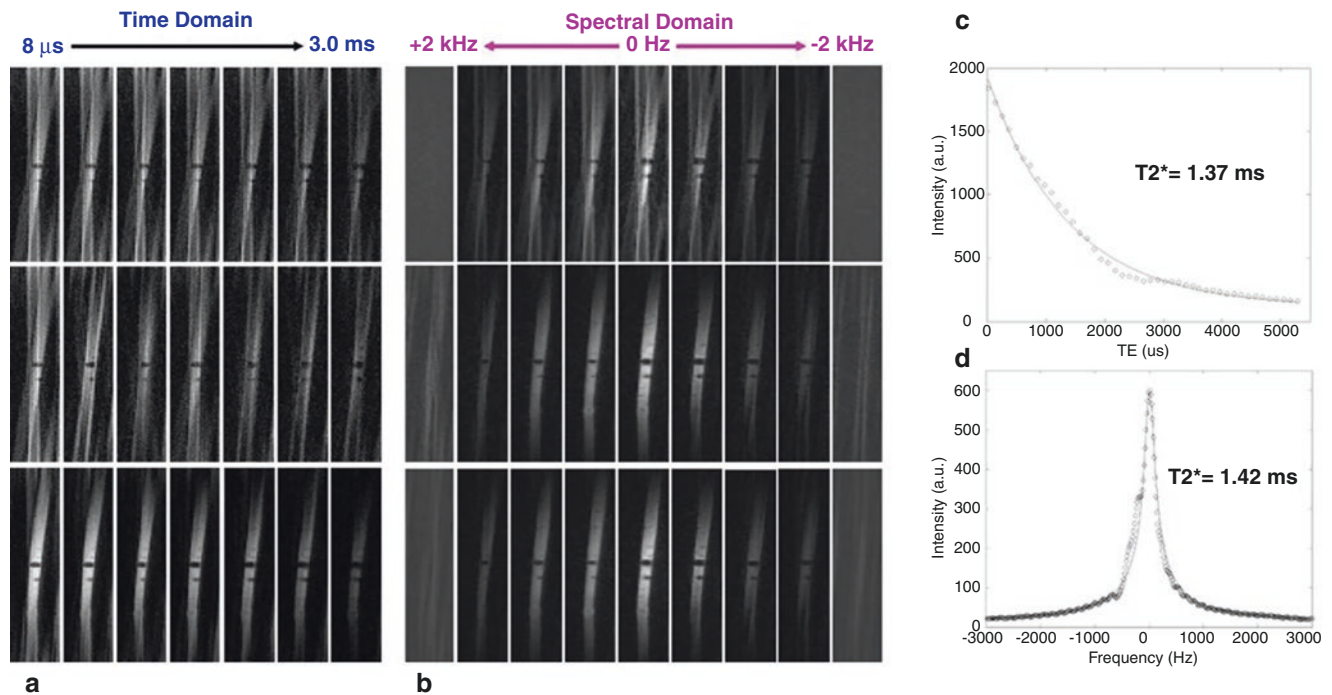 Time Domain
8 μs
3.0 ms
a
Spectral Domain
+2 kHz
0 Hz
-2 kHz
b
c
2000
1500
1000
500
0
Intensity (a.u.)
T2*= 1.37 ms
0 1000 2000 3000 4000 5000
TE (us)
d
600
500
400
300
200
100
0
Intensity (a.u.)
T2*= 1.42 ms
-3000 -2000 -1000 0 1000 2000 3000
Frequency (Hz)